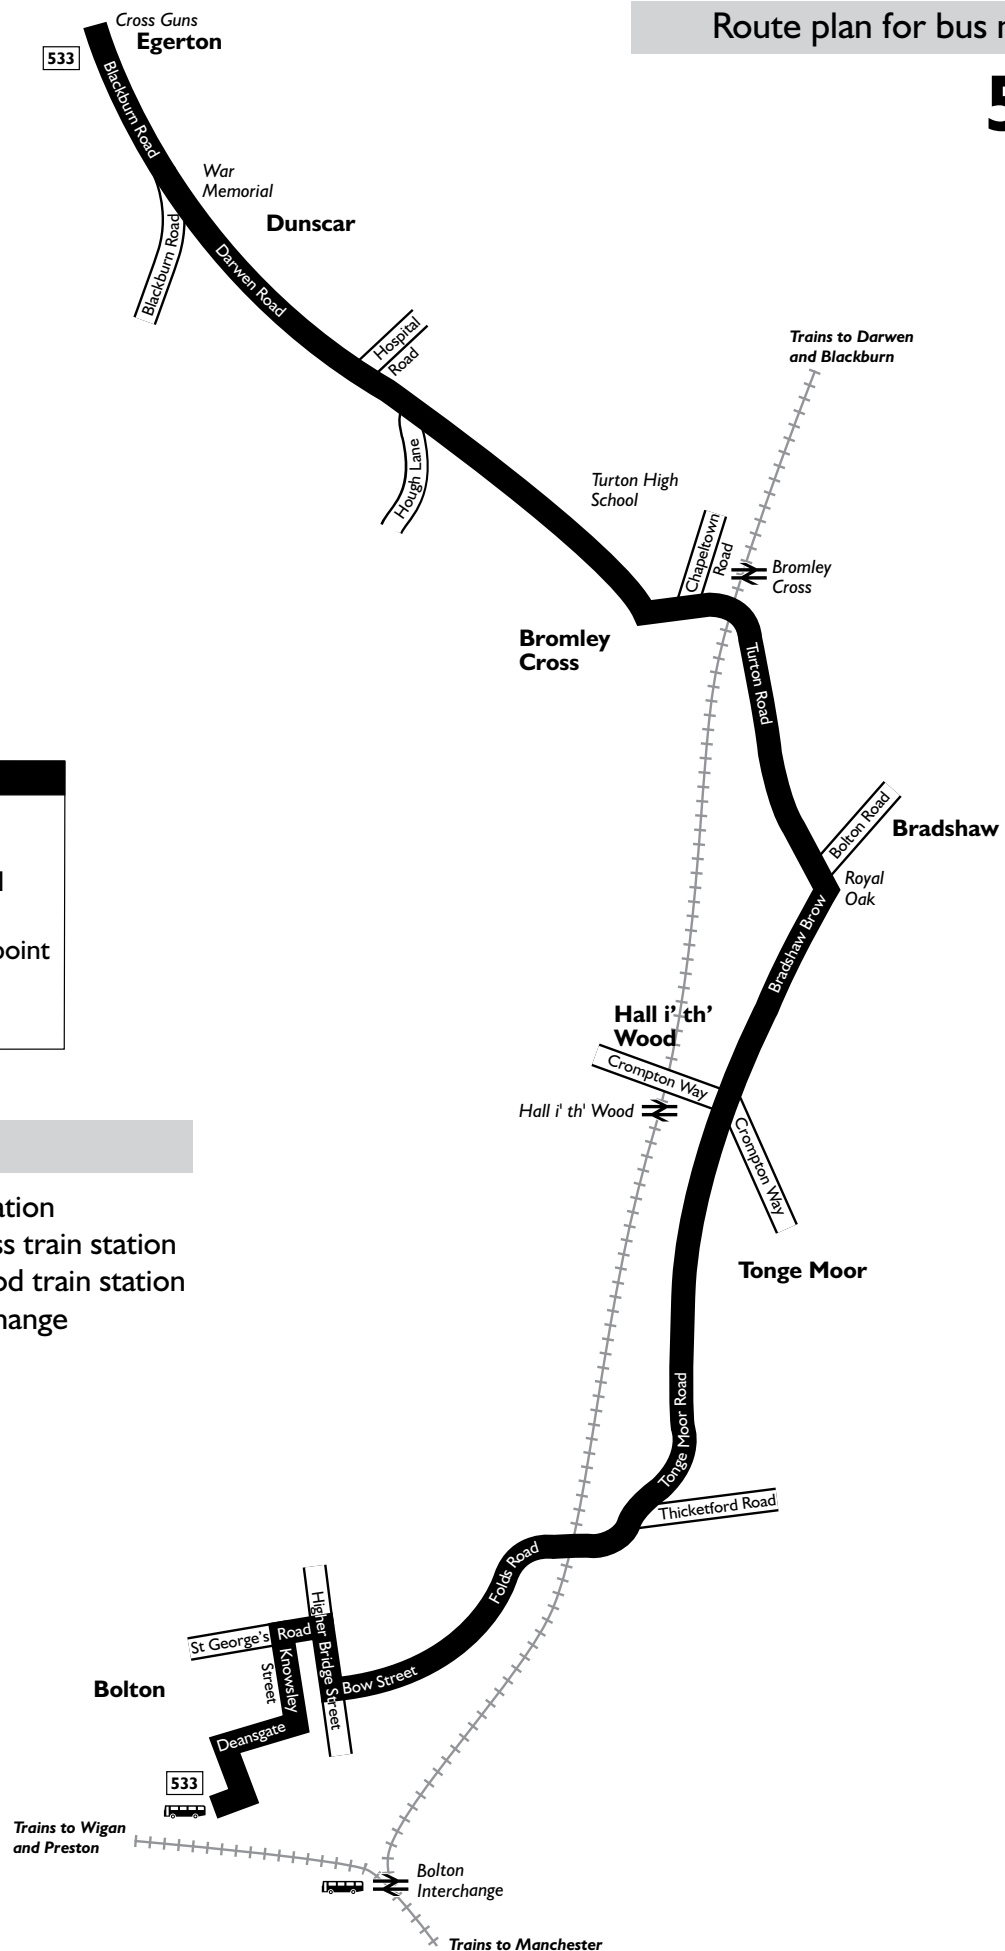 Route plan for bus
5
Cross Guns
Egerton
533
Blackburn Road
War
Memorial
Dunscar
Blackburn Road
Darwen Road
Hospital
Road
Hough Lane
Trains to Darwen
and Blackburn
Turton High
School
Chapeltown
Road
Bromley
Cross
Bromley
Cross
Turton Road
Bolton Road
Bradshaw
Royal
Oak
Bradshaw Brow
point
Hall i' th'
Wood
Crompton Way
Hall i' th' Wood
Crompton Way
ation
ss train station
od train station
hange
Tonge Moor
Tonge Moor Road
Thicketford Road
Folds Road
Higher Bridge Street
St George's Road
Knowsley
Street
Bow Street
Bolton
Deansgate
533
Trains to Wigan
and Preston
Bolton
Interchange
Trains to Manchester